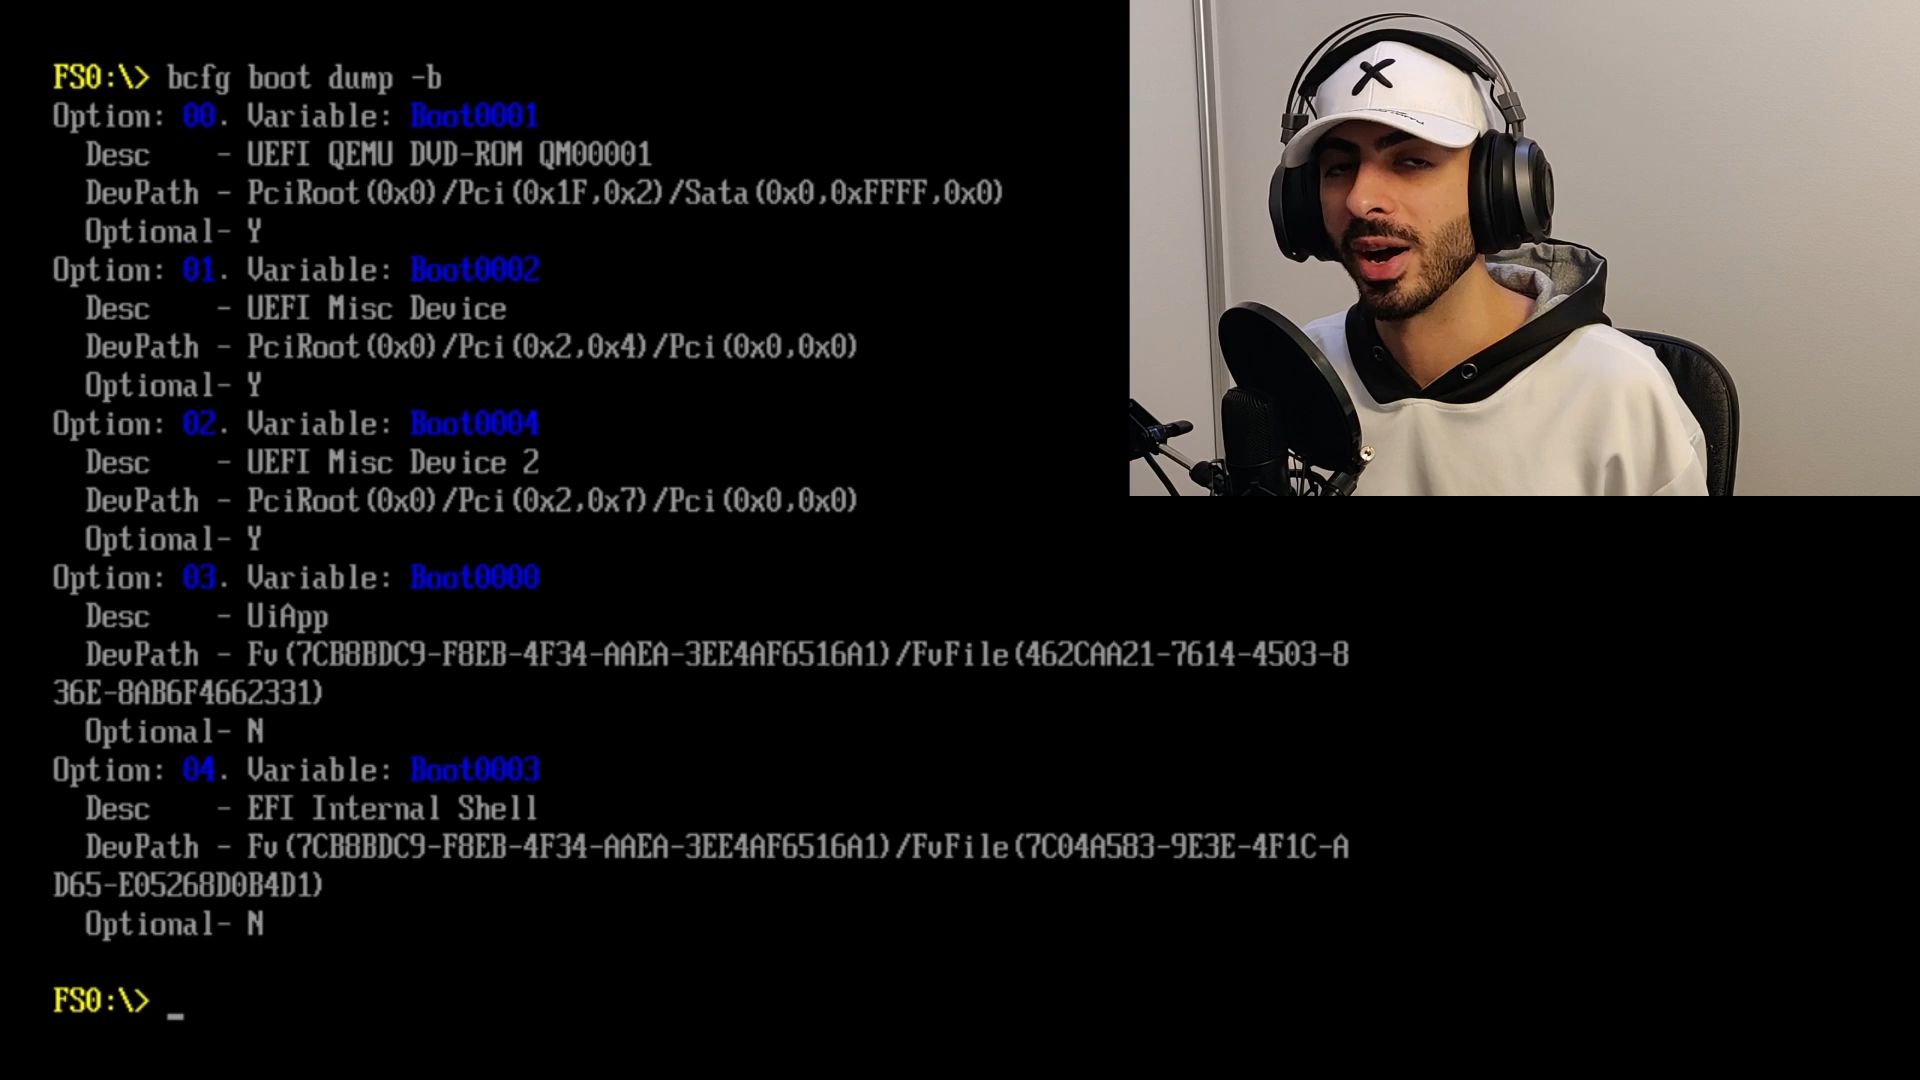 FS0:\> bcfg boot dump -b
Option: 00. Variable: Boot0001
Desc    - UEFI QEMU DVD-ROM QM00001
DevPath - PciRoot(0x0)/Pci(0x1F,0x2)/Sata(0x0,0xFFFF,0x0)
Optional- Y
Option: 01. Variable: Boot0002
Desc    - UEFI Misc Device
DevPath - PciRoot(0x0)/Pci(0x2,0x4)/Pci(0x0,0x0)
Optional- Y
Option: 02. Variable: Boot0004
Desc    - UEFI Misc Device 2
DevPath - PciRoot(0x0)/Pci(0x2,0x7)/Pci(0x0,0x0)
Optional- Y
Option: 03. Variable: Boot0000
Desc    - UiApp
DevPath - Fv(7CB8BDC9-F8EB-4F34-AAEA-3EE4AF6516A1)/FvFile(462CAA21-7614-4503-8
36E-8AB6F4662331)
Optional- N
Option: 04. Variable: Boot0003
Desc    - EFI Internal Shell
DevPath - Fv(7CB8BDC9-F8EB-4F34-AAEA-3EE4AF6516A1)/FvFile(7C04A583-9E3E-4F1C-A
D65-E05268D0B4D1)
Optional- N
FS0:\> _
X